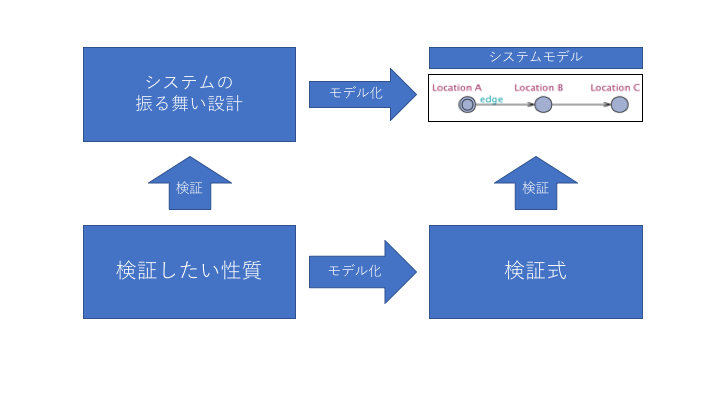 システムの
振る舞い設計
モデル化
システムモデル
Location A
Location B
Location C
edge
検証
検証
検証したい性質
モデル化
検証式